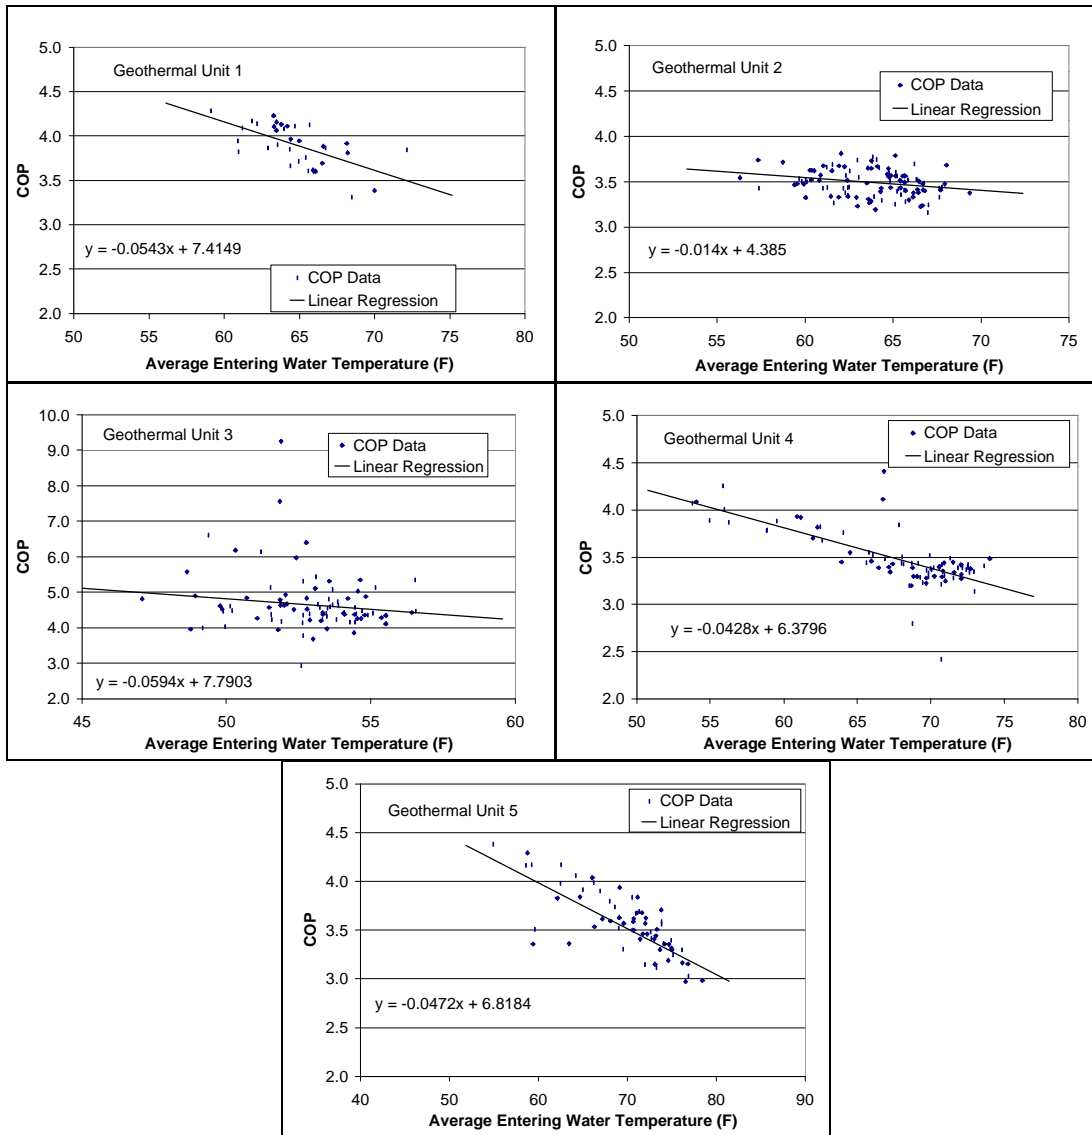 Geothermal Unit 1
COP Data
Linear Regression
y = -0.0543x + 7.4149
COP
5.0
4.5
4.0
3.5
3.0
2.5
2.0
50 55 60 65 70 75 80
Average Entering Water Temperature (F)
Geothermal Unit 2
COP Data
Linear Regression
y = -0.014x + 4.385
5.0
4.5
4.0
3.5
3.0
2.5
2.0
50 55 60 65 70 75
Average Entering Water Temperature (F)
Geothermal Unit 3
COP Data
Linear Regression
y = -0.0594x + 7.7903
COP
10.0
9.0
8.0
7.0
6.0
5.0
4.0
3.0
2.0
45 50 55 60
Average Entering Water Temperature (F)
Geothermal Unit 4
COP Data
Linear Regression
y = -0.0428x + 6.3796
5.0
4.5
4.0
3.5
3.0
2.5
2.0
50 55 60 65 70 75 80
Average Entering Water Temperature (F)
Geothermal Unit 5
COP Data
Linear Regression
y = -0.0472x + 6.8184
COP
5.0
4.5
4.0
3.5
3.0
2.5
2.0
40 50 60 70 80 90
Average Entering Water Temperature (F)